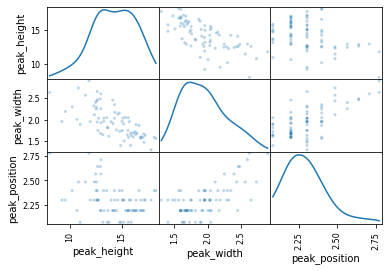 peak_height
15
10
peak_width
2.5
2.0
1.5
peak_position
2.75
2.50
2.25
10
15
1.5
2.0
2.5
2.25
2.50
2.75
peak_height
peak_width
peak_position